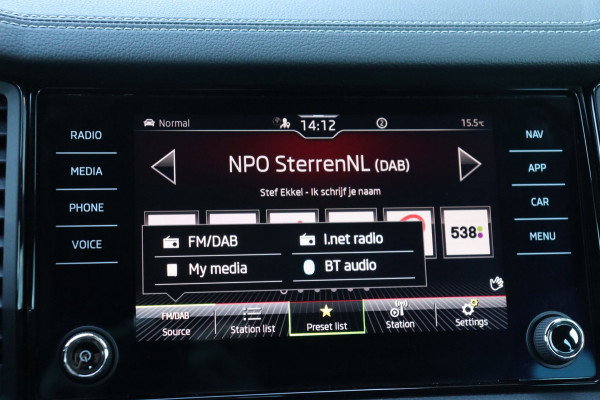 Normal
14:12
2
15.5°C
RADIO
MEDIA
PHONE
VOICE
NAV
APP
CAR
MENU
NPO SterrenNL (DAB)
Stef Ekkel - Ik schrijf je naam
538
FM/DAB
I.net radio
My media
BT audio
FM/DAB
Source
Station list
Preset list
Station
Settings